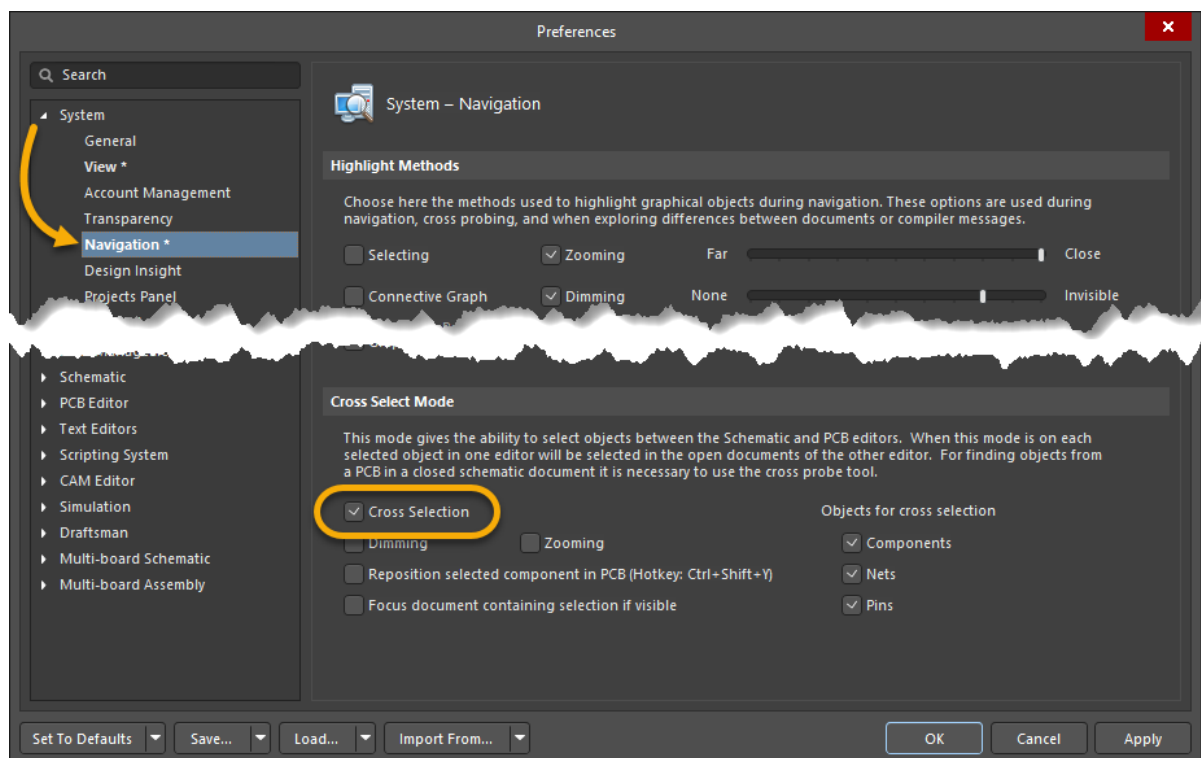 Preferences
Search
System
General
View *
Account Management
Transparency
Navigation *
Design Insight
Projects Panel
Schematic
PCB Editor
Text Editors
Scripting System
CAM Editor
Simulation
Draftsman
Multi-board Schematic
Multi-board Assembly
System – Navigation
Highlight Methods
Choose here the methods used to highlight graphical objects during navigation. These options are used during
navigation, cross probing, and when exploring differences between documents or compiler messages.
Selecting Zooming Far Close
Connective Graph Dimming None Invisible
Cross Select Mode
This mode gives the ability to select objects between the Schematic and PCB editors. When this mode is on each
selected object in one editor will be selected in the open documents of the other editor. For finding objects from
a PCB in a closed schematic document it is necessary to use the cross probe tool.
Cross Selection Objects for cross selection
Dimming Zooming Components
Reposition selected component in PCB (Hotkey: Ctrl+Shift+Y) Nets
Focus document containing selection if visible Pins
Set To Defaults Save... Load... Import From... OK Cancel Apply